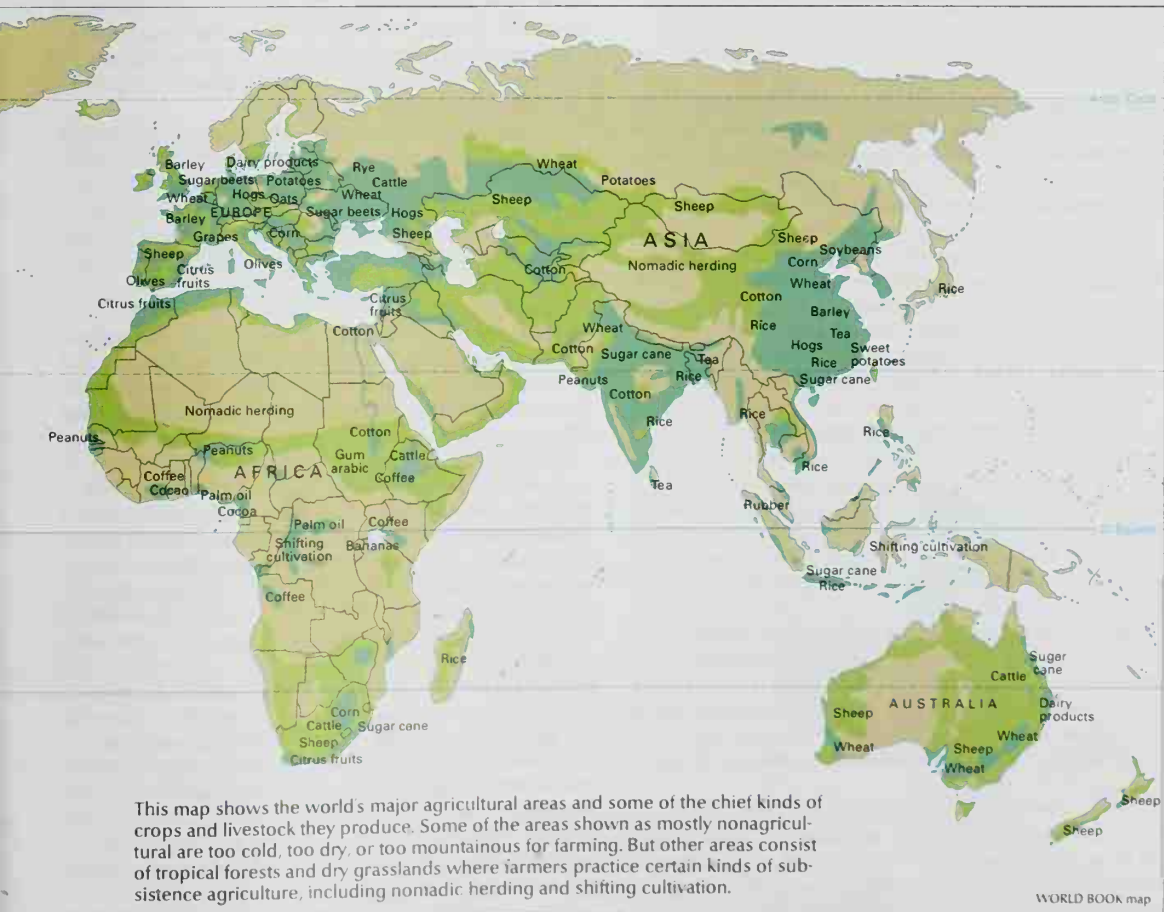 Arctic Circle
Barley
Dairy products
Rye
Wheat
Sugar beets
Potatoes
Cattle
Potatoes
Wheat
Hogs
Oats
Wheat
Sheep
Sheep
Barley
EUROPE
Sugar beets
Hogs
Grapes
Corn
Sheep
ASIA
Sheep
Soybeans
Sheep
Citrus
fruits
Olives
Cotton
Nomadic herding
Corn
Olives
Wheat
Rice
Citrus fruits
Citrus
fruits
Cotton
Barley
Cotton
Wheat
Rice
Tea
Cotton
Sugar cane
Tea
Hogs
Sweet
potatoes
Rice
Peanuts
Rice
Sugar cane
Cotton
Nomadic herding
Rice
Rice
Peanuts
Cotton
Rice
Peanuts
Gum
arabic
Cattle
Rice
Coffee
AFRICA
Coffee
Tea
Cocoa
Palm oil
Rubber
Cocoa
Palm oil
Coffee
Equator
Shifting
cultivation
Bananas
Shifting cultivation
Sugar cane
Rice
Coffee
Rice
Sugar
cane
Cattle
Corn
AUSTRALIA
Dairy
products
Cattle
Sugar cane
Sheep
Sheep
Wheat
Wheat
Sheep
Citrus fruits
Wheat
Sheep
Sheep
This map shows the world's major agricultural areas and some of the chief kinds of
crops and livestock they produce. Some of the areas shown as mostly nonagricul-
tural are too cold, too dry, or too mountainous for farming. But other areas consist
of tropical forests and dry grasslands where farmers practice certain kinds of sub-
sistence agriculture, including nomadic herding and shifting cultivation.
WORLD BOOK map